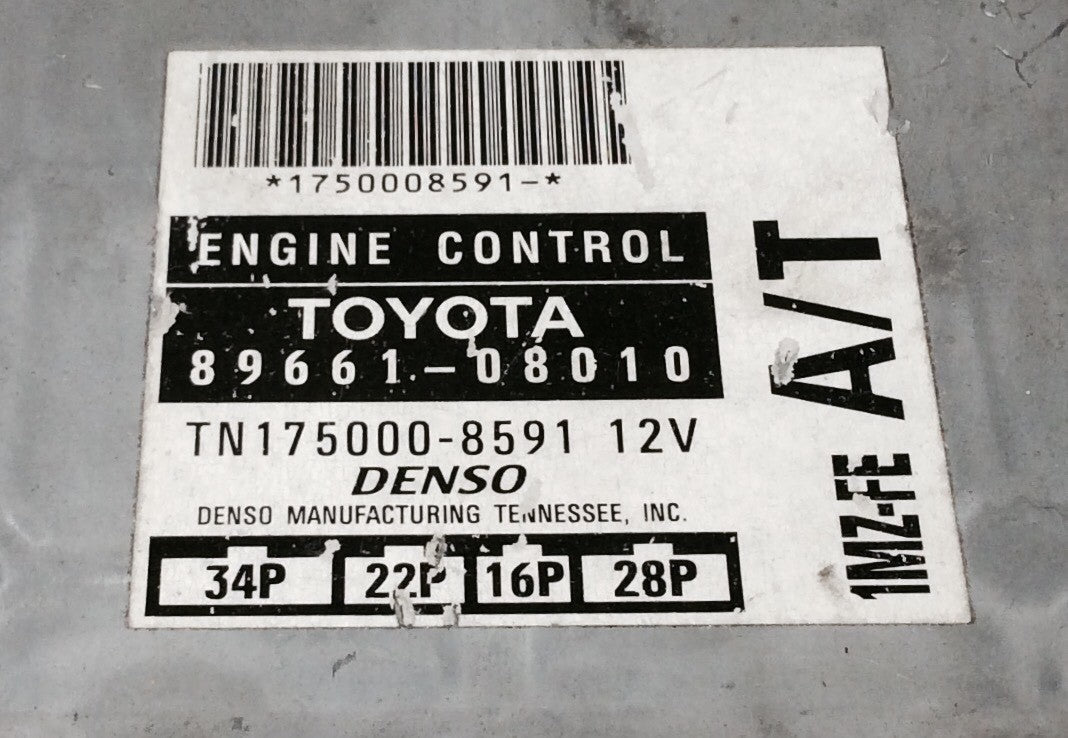 *1750008591-*
ENGINE CONTROL
TOYOTA
89661-08010
TN175000-8591 12V
DENSO
DENSO MANUFACTURING TENNESSEE, INC.
34P 22P 16P 28P
A/T
1MZ-FE